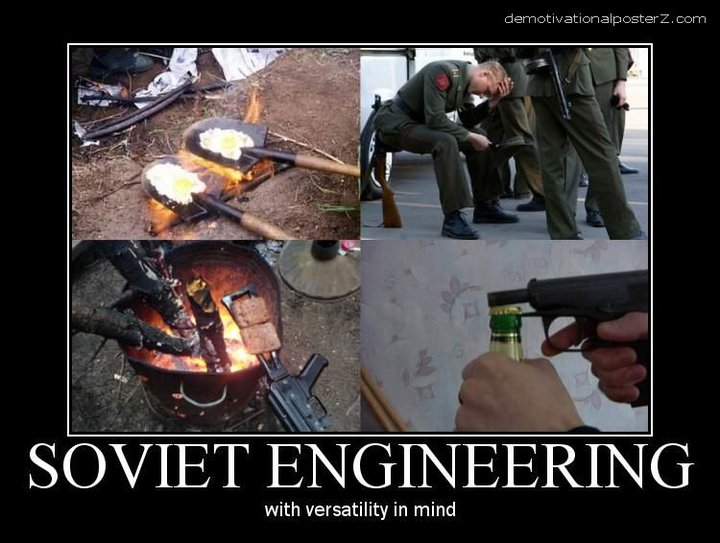 demotivationalposterZ.com
SOVIET ENGINEERING
with versatility in mind